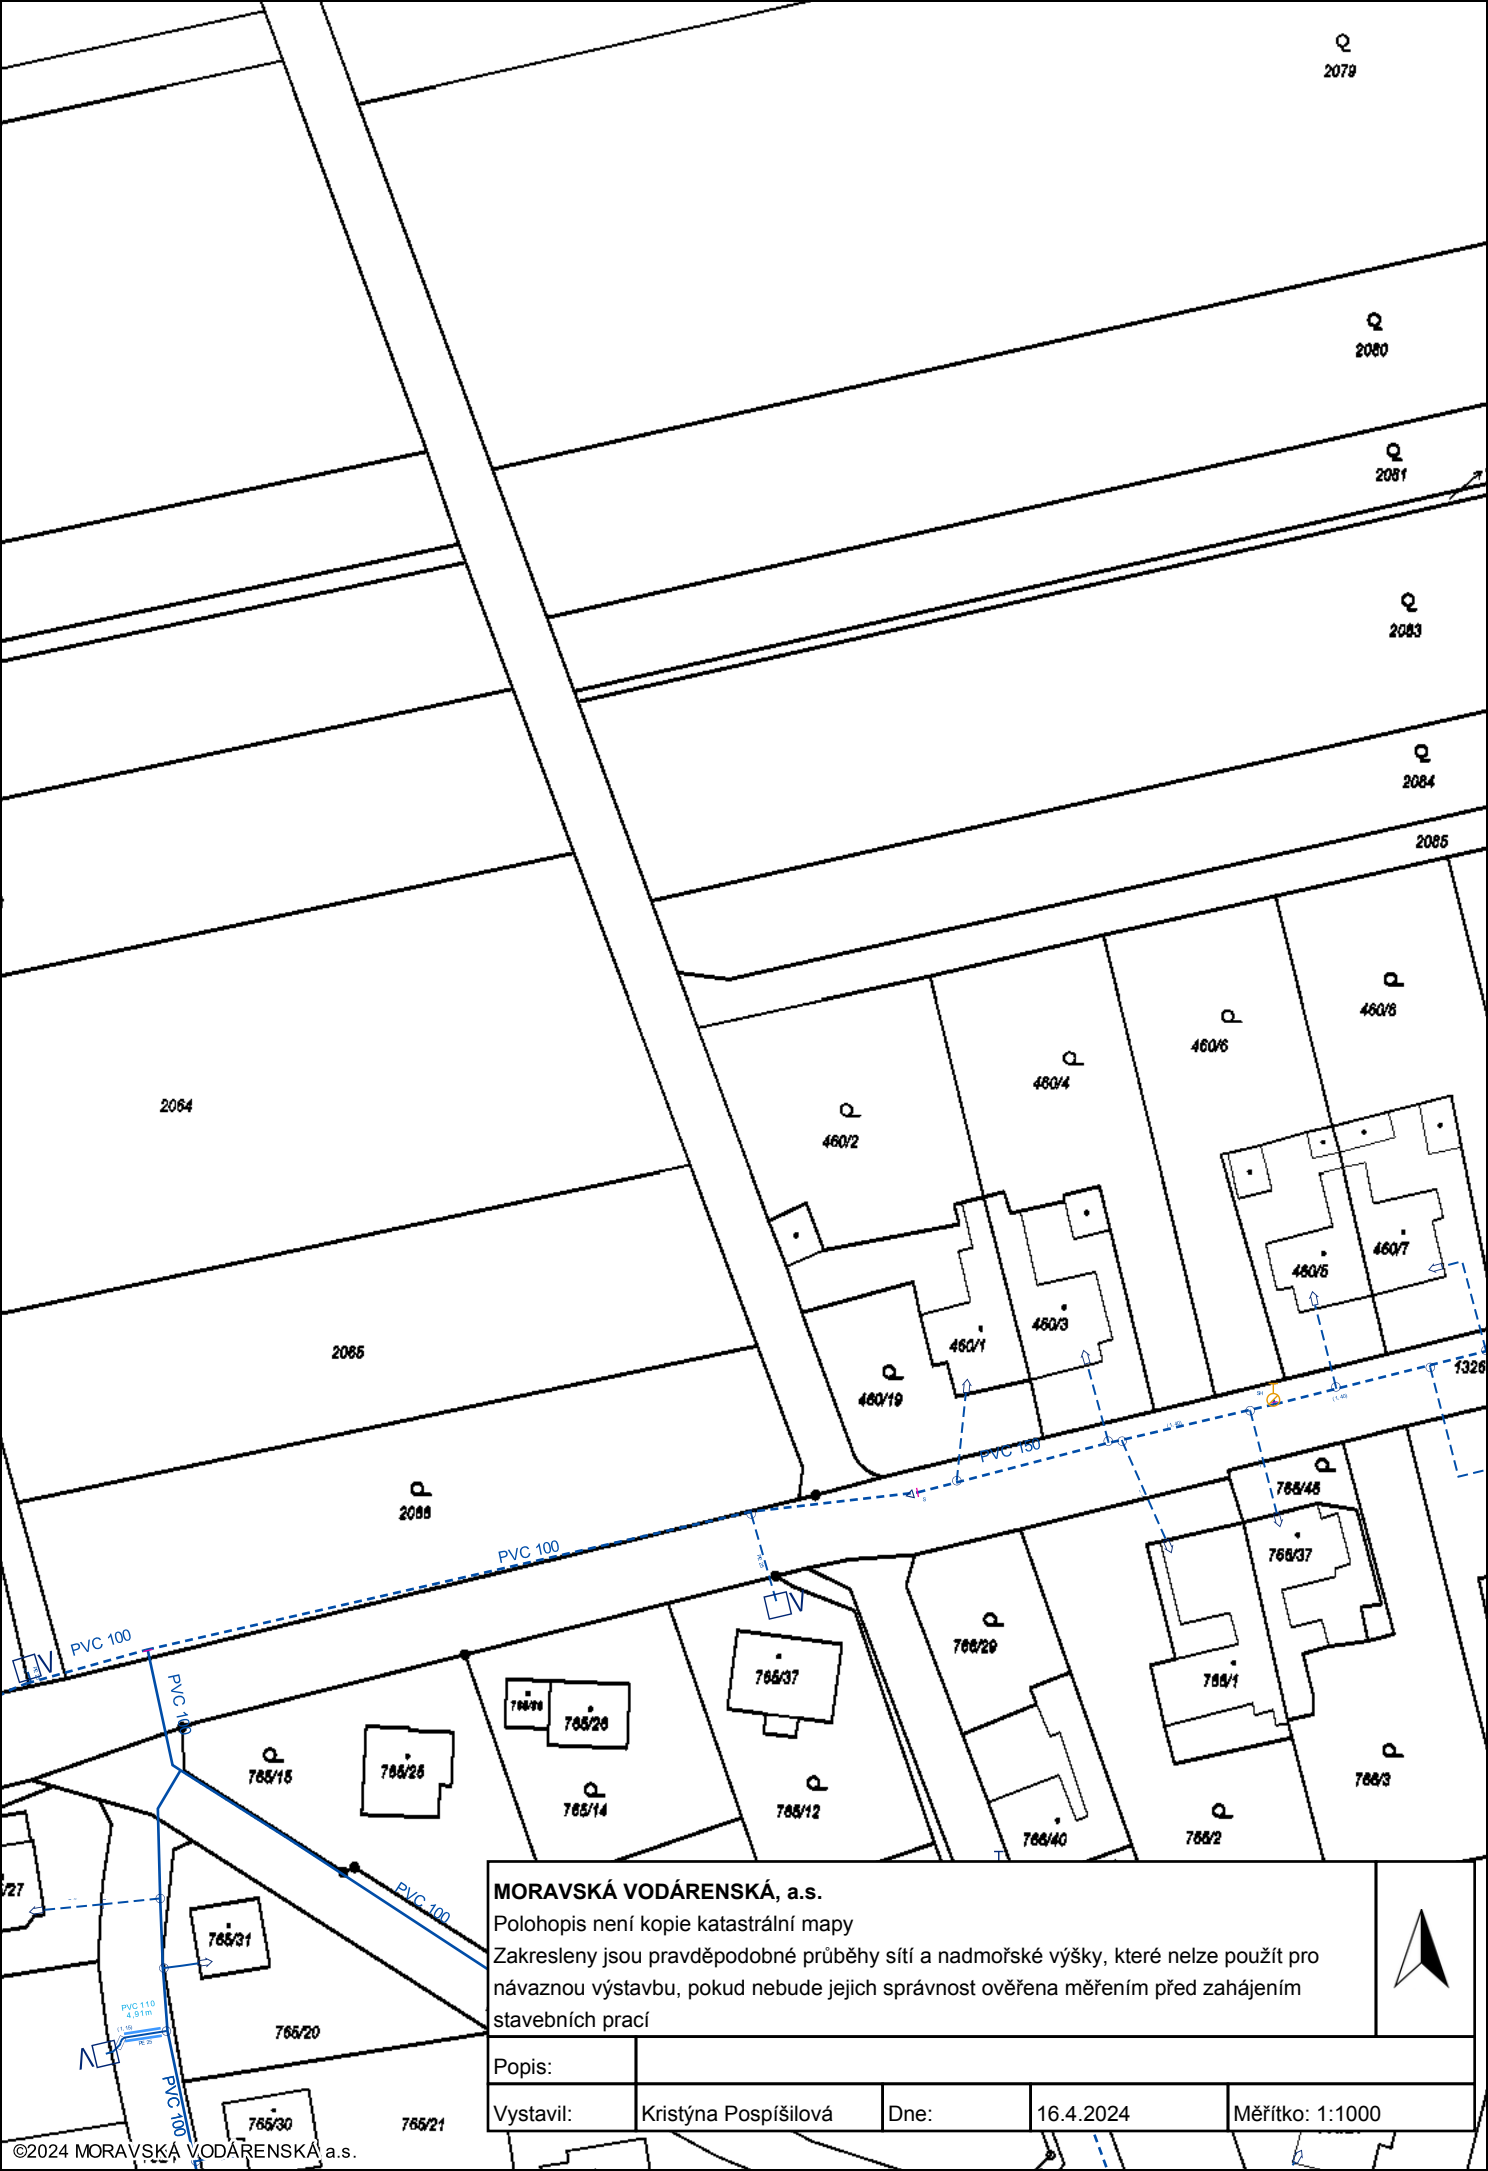 2079
2080
2081
2083
2084
2085
460/8
460/6
460/4
460/2
2064
460/7
460/5
460/3
460/1
2065
1326
460/19
PVC 150
2086
PVC 100
PVC 100
PVC 100
766/37
766/29
766/1
765/37
765/26
765/25
765/15
765/14
765/12
766/3
766/2
766/40
/27
PVC 100
765/31
PVC 110
4,91m
765/20
PVC 100
765/30
765/21
MORAVSKÁ VODÁRENSKÁ, a.s.
Polohopis není kopie katastrální mapy
Zakresleny jsou pravděpodobné průběhy sítí a nadmořské výšky, které nelze použít pro
návaznou výstavbu, pokud nebude jejich správnost ověřena měřením před zahájením
stavebních prací
Popis:
Vystavil: Kristýna Pospíšilová Dne: 16.4.2024 Měřítko: 1:1000
©2024 MORAVSKÁ VODÁRENSKÁ a.s.